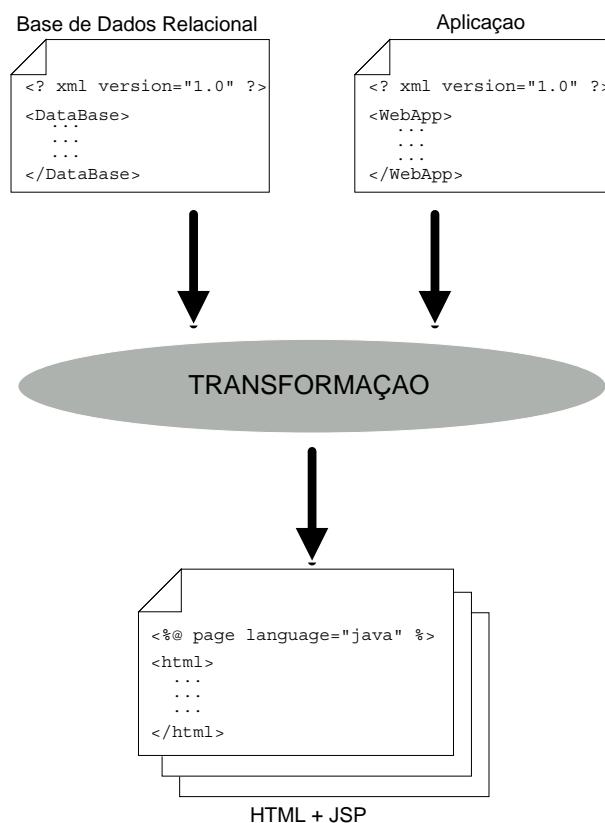 Base de Dados Relacional
<? xml version="1.0" ?>
<DataBase>
...
...
...
</DataBase>
Aplicaçao
<? xml version="1.0" ?>
<WebApp>
...
...
...
</WebApp>
TRANSFORMAÇAO
<%@ page language="java" %>
<html>
...
...
...
</html>
HTML + JSP